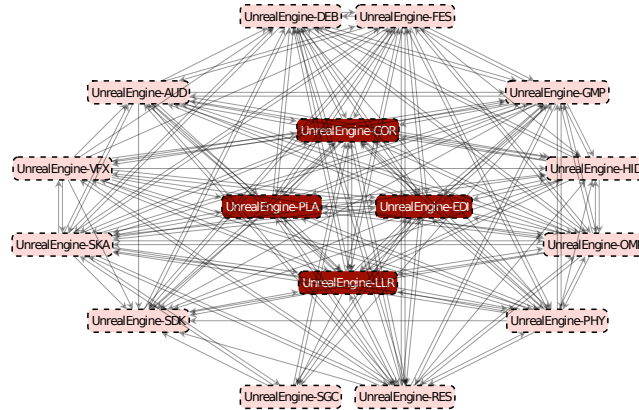 UnrealEngine-DEB
UnrealEngine-FES
UnrealEngine-AUD
UnrealEngine-GMP
UnrealEngine-COR
UnrealEngine-VFX
UnrealEngine-HID
UnrealEngine-PLA
UnrealEngine-EDI
UnrealEngine-SKA
UnrealEngine-OMP
UnrealEngine-LLR
UnrealEngine-SDK
UnrealEngine-PHY
UnrealEngine-SGC
UnrealEngine-RES